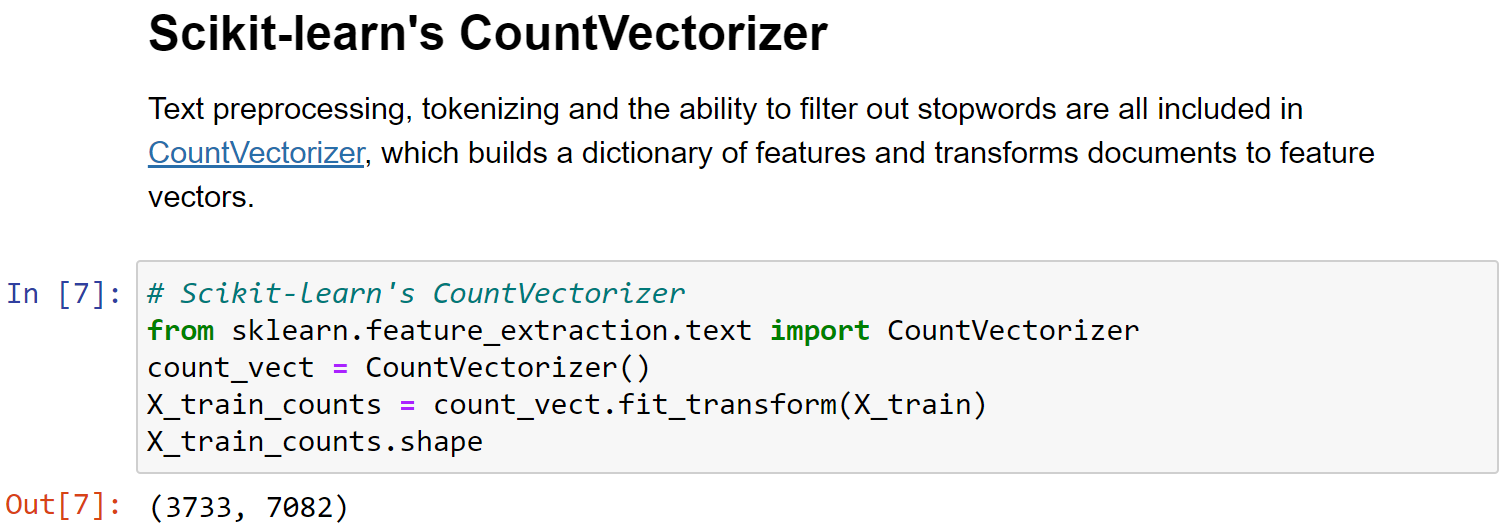 Scikit-learn's CountVectorizer
Text preprocessing, tokenizing and the ability to filter out stopwords are all included in
CountVectorizer, which builds a dictionary of features and transforms documents to feature
vectors.
In [7]: # Scikit-learn's CountVectorizer
from sklearn.feature_extraction.text import CountVectorizer
count_vect = CountVectorizer()
X_train_counts = count_vect.fit_transform(X_train)
X_train_counts.shape
Out[7]: (3733, 7082)